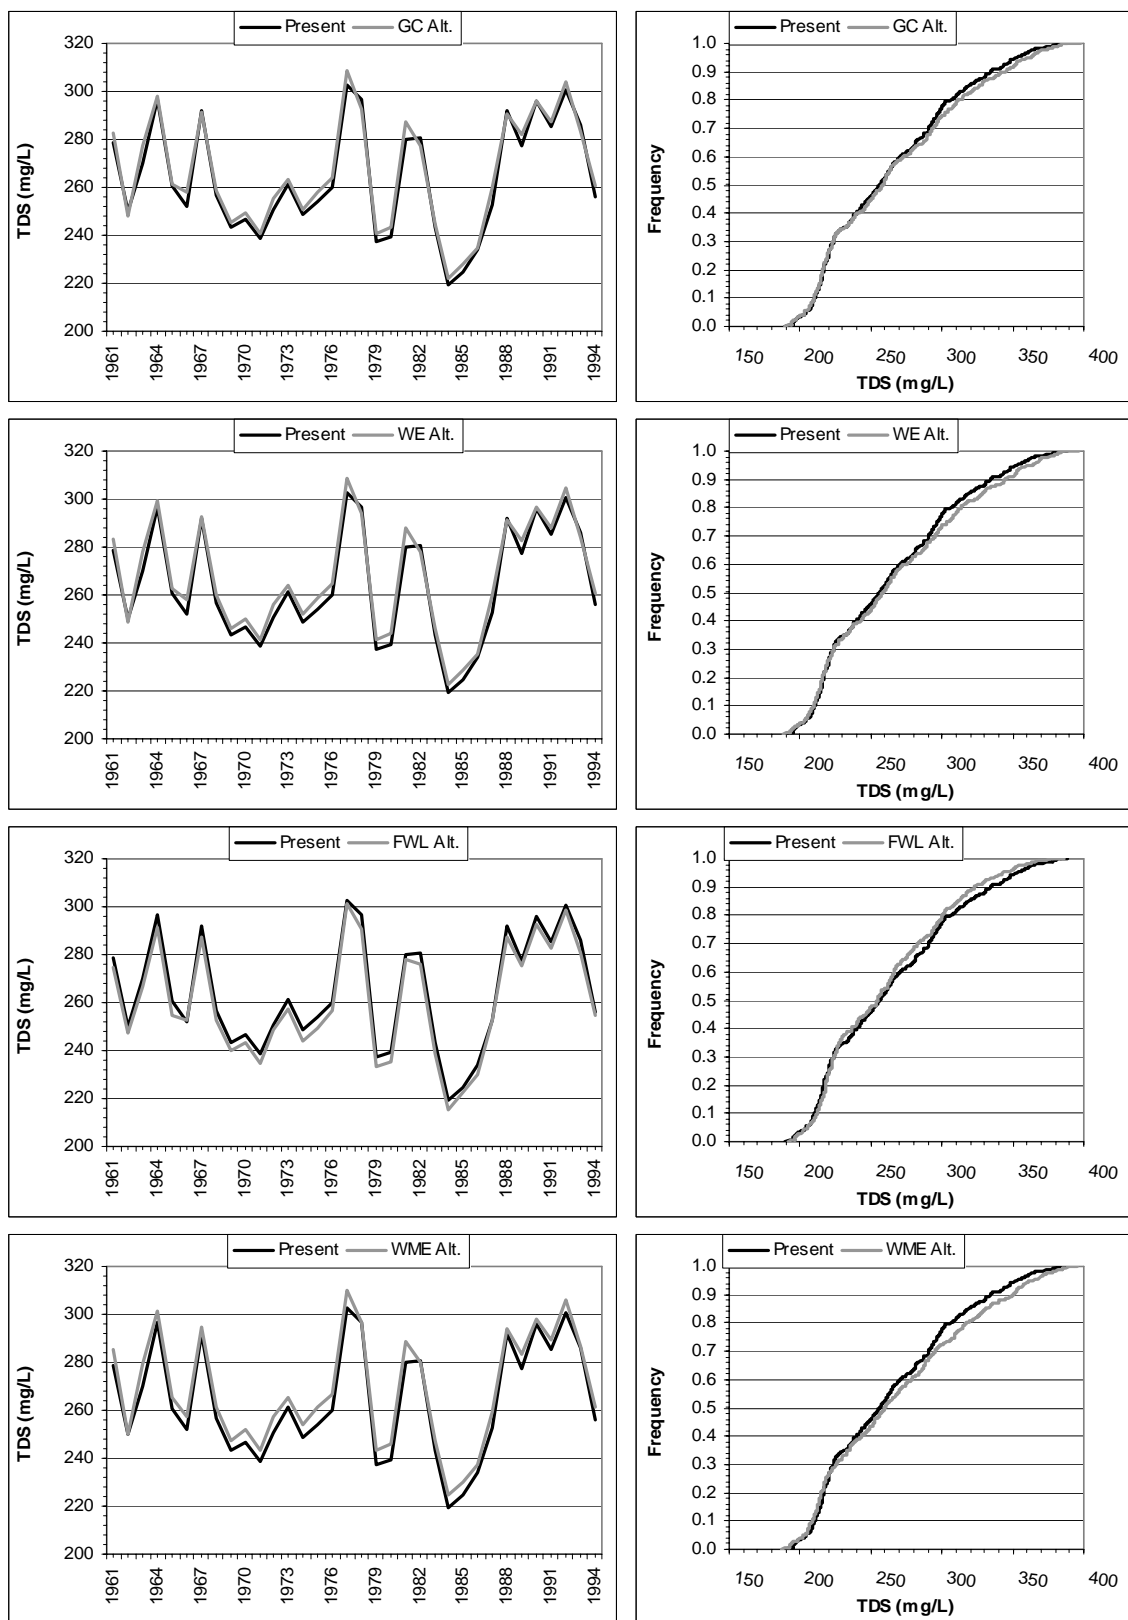 Present GC Alt.
TDS (mg/L)
320
300
280
260
240
220
200
1961 1964 1967 1970 1973 1976 1979 1982 1985 1988 1991 1994
Present GC Alt.
Frequency
1.0
0.9
0.8
0.7
0.6
0.5
0.4
0.3
0.2
0.1
0.0
150 200 250 300 350 400
TDS (mg/L)
Present WE Alt.
TDS (mg/L)
320
300
280
260
240
220
200
1961 1964 1967 1970 1973 1976 1979 1982 1985 1988 1991 1994
Present WE Alt.
Frequency
1.0
0.9
0.8
0.7
0.6
0.5
0.4
0.3
0.2
0.1
0.0
150 200 250 300 350 400
TDS (mg/L)
Present FWL Alt.
TDS (mg/L)
320
300
280
260
240
220
200
1961 1964 1967 1970 1973 1976 1979 1982 1985 1988 1991 1994
Present FWL Alt.
Frequency
1.0
0.9
0.8
0.7
0.6
0.5
0.4
0.3
0.2
0.1
0.0
150 200 250 300 350 400
TDS (mg/L)
Present WME Alt.
TDS (mg/L)
320
300
280
260
240
220
200
1961 1964 1967 1970 1973 1976 1979 1982 1985 1988 1991 1994
Present WME Alt.
Frequency
1.0
0.9
0.8
0.7
0.6
0.5
0.4
0.3
0.2
0.1
0.0
150 200 250 300 350 400
TDS (mg/L)